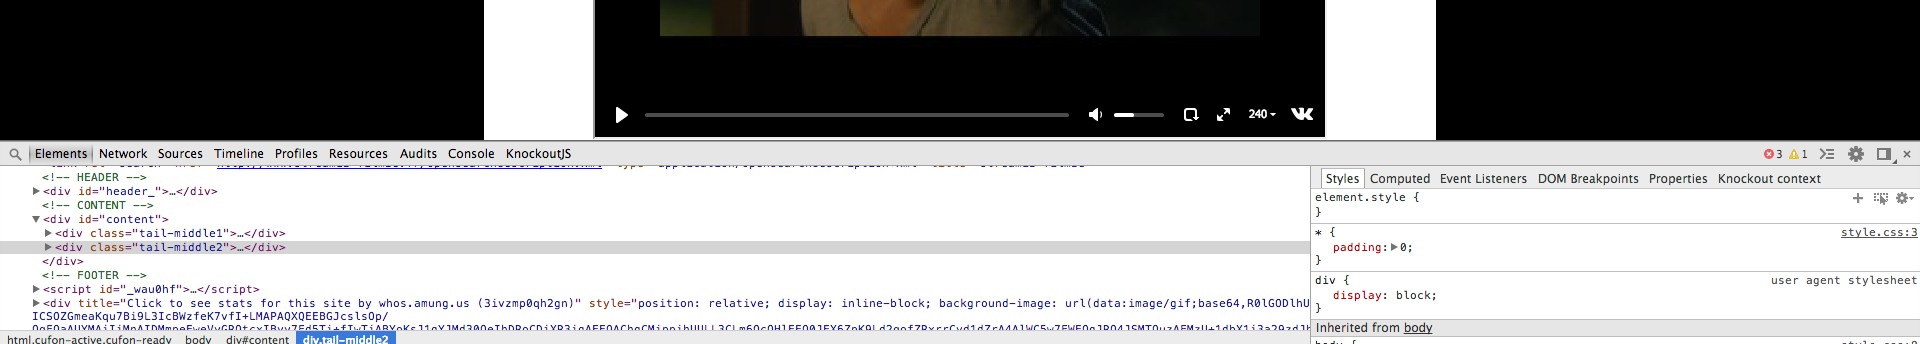 240
Elements Network Sources Timeline Profiles Resources Audits Console KnockoutJS 3 1
<!-- HEADER -->
<div id="header_">…</div>
<!-- CONTENT -->
<div id="content">
<div class="tail-middle1">…</div>
<div class="tail-middle2">…</div>
</div>
<!-- FOOTER -->
<script id="_wau0hf">…</script>
<div title="Click to see stats for this site by whos.amung.us (3ivzmp0qh2gn)" style="position: relative; display: inline-block; background-image: url(data:image/gif;base64,R0lGODlhU
html.cufon-active.cufon-ready body div#content div.tail-middle2
Styles Computed Event Listeners DOM Breakpoints Properties Knockout context
element.style {
}
* { style.css:3
padding: 0;
}
div { user agent stylesheet
display: block;
}
Inherited from body